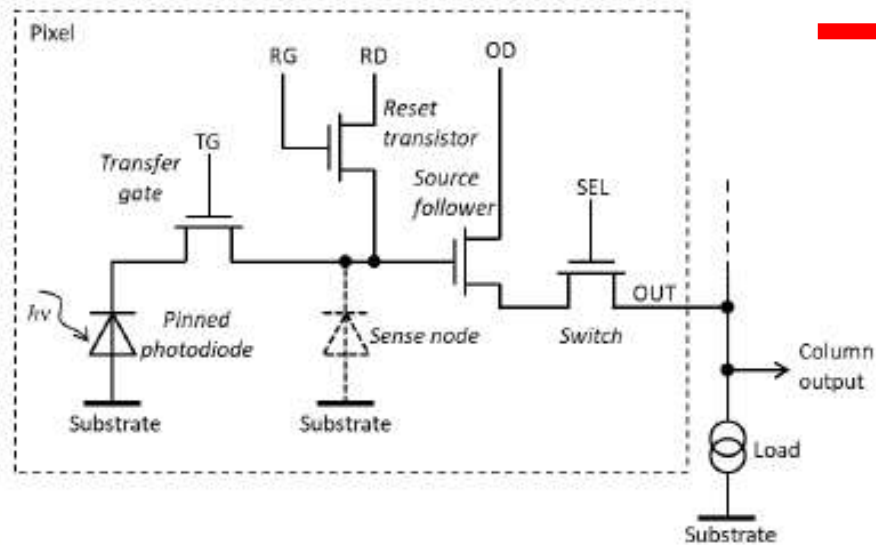 Pixel
RG
RD
OD
Reset
transistor
TG
Transfer
gate
Source
follower
SEL
OUT
hν
Pinned
photodiode
Sense node
Switch
Column
output
Substrate
Substrate
Load
Substrate